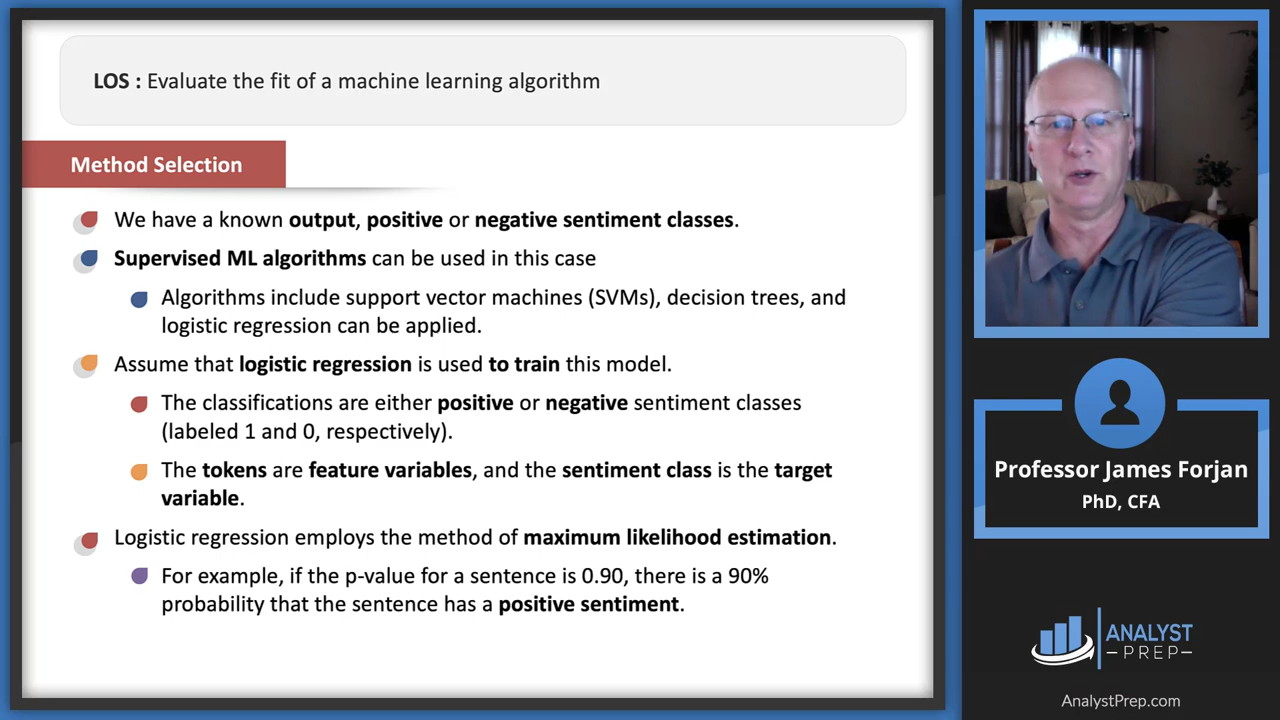 LOS : Evaluate the fit of a machine learning algorithm
Method Selection
We have a known output, positive or negative sentiment classes.
Supervised ML algorithms can be used in this case
Algorithms include support vector machines (SVMs), decision trees, and
logistic regression can be applied.
Assume that logistic regression is used to train this model.
The classifications are either positive or negative sentiment classes
(labeled 1 and 0, respectively).
The tokens are feature variables, and the sentiment class is the target
variable.
Logistic regression employs the method of maximum likelihood estimation.
For example, if the p-value for a sentence is 0.90, there is a 90%
probability that the sentence has a positive sentiment.
Professor James Forjan
PhD, CFA
ANALYST
PREP
AnalystPrep.com